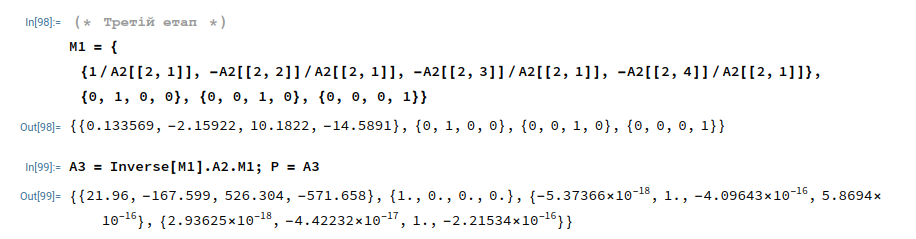 In[98]:= (* Третій етап *)
M1 = {
{1/A2[[2, 1]], -A2[[2, 2]]/A2[[2, 1]], -A2[[2, 3]]/A2[[2, 1]], -A2[[2, 4]]/A2[[2, 1]]},
{0, 1, 0, 0}, {0, 0, 1, 0}, {0, 0, 0, 1}}
Out[98]= {{0.133569, -2.15922, 10.1822, -14.5891}, {0, 1, 0, 0}, {0, 0, 1, 0}, {0, 0, 0, 1}}
In[99]:= A3 = Inverse[M1].A2.M1; P = A3
Out[99]= {{21.96, -167.599, 526.304, -571.658}, {1., 0., 0., 0.}, {-5.37366×10⁻¹⁸, 1., -4.09643×10⁻¹⁶, 5.8694×
10⁻¹⁶}, {2.93625×10⁻¹⁸, -4.42232×10⁻¹⁷, 1., -2.21534×10⁻¹⁶}}